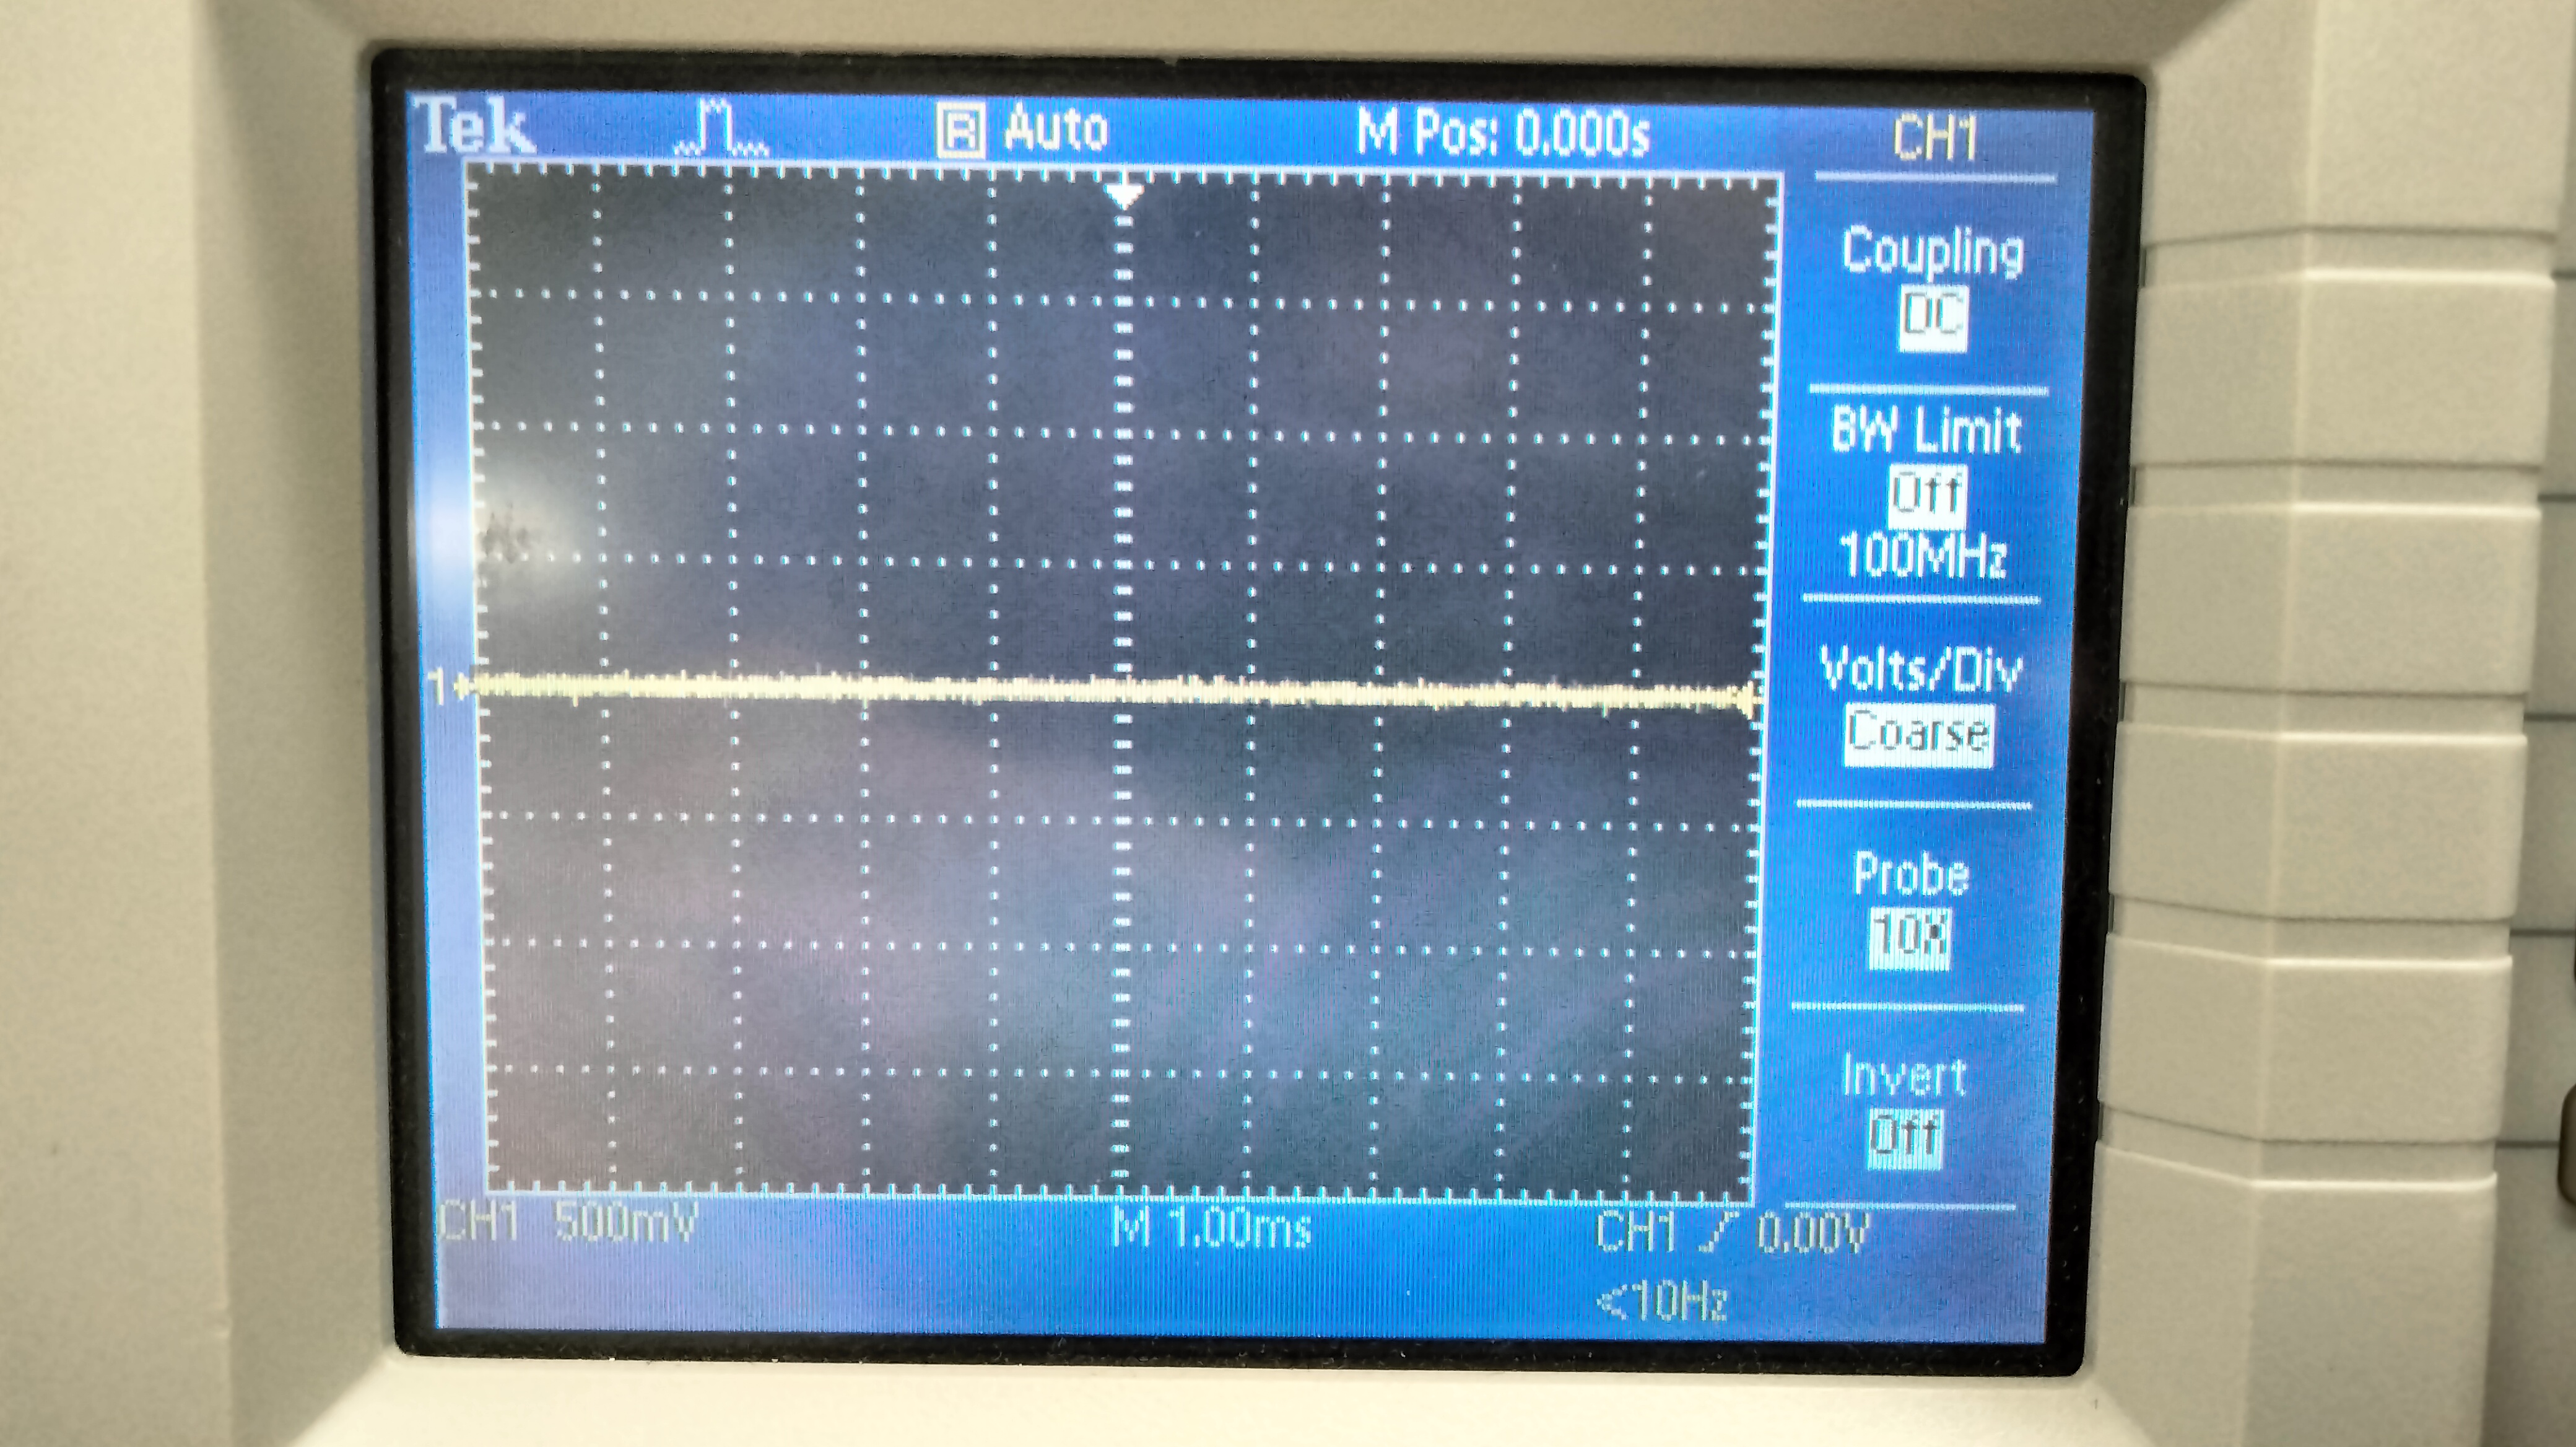 Tek R Auto M Pos: 0.000s CH1
Coupling
DC
BW Limit
Off
100MHz
Volts/Div
Coarse
Probe
10X
Invert
Off
1
CH1 500mV M 1.00ms CH1 0.00V
<10Hz